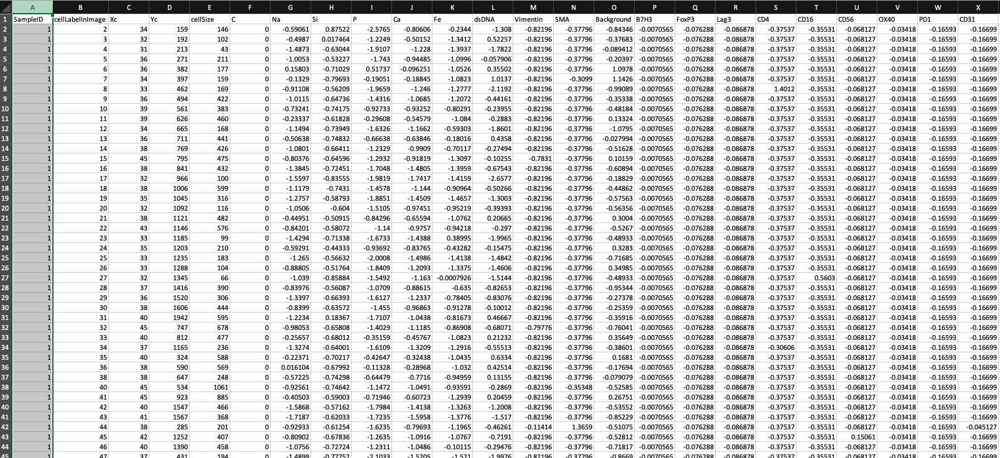 A B C D E F G H I J K L M N O P Q R S T U V W X
1 SampleID cellLabelInImage Xc Yc cellSize C Na Si P Ca Fe dsDNA Vimentin SMA Background B7H3 FoxP3 Lag3 CD4 CD16 CD56 OX40 PD1 CD31
2 1 2 34 159 146 0 -0.59061 0.87522 -2.5765 -0.80606 -0.2344 -1.308 -0.82196 -0.37796 -0.84346 -0.0070565 -0.076288 -0.086878 -0.37537 -0.35531 -0.068127 -0.03418 -0.16593 -0.16699
3 1 3 32 192 102 0 -0.4987 0.017464 -1.2249 -0.50152 -1.3412 0.52257 -0.82196 -0.37796 -0.37683 -0.0070565 -0.076288 -0.086878 -0.37537 -0.35531 -0.068127 -0.03418 -0.16593 -0.16699
4 1 4 31 213 43 0 -1.4873 -0.63044 -1.9107 -1.228 -1.3937 -1.7822 -0.82196 -0.37796 -0.089412 -0.0070565 -0.076288 -0.086878 -0.37537 -0.35531 -0.068127 -0.03418 -0.16593 -0.16699
5 1 5 36 271 211 0 -1.0053 -0.53227 -1.743 -0.94485 -1.0996 -0.057906 -0.82196 -0.37796 -0.20397 -0.0070565 -0.076288 -0.086878 -0.37537 -0.35531 -0.068127 -0.03418 -0.16593 -0.16699
6 1 6 36 382 177 0 0.15803 -0.71029 0.51737 -0.096251 -1.0526 0.35502 -0.82196 -0.37796 1.0978 -0.0070565 -0.076288 -0.086878 -0.37537 -0.35531 -0.068127 -0.03418 -0.16593 -0.16699
7 1 7 34 397 159 0 -0.1329 -0.79693 -0.19051 -0.18845 -1.0823 1.0137 -0.82196 -0.3099 1.1426 -0.0070565 -0.076288 -0.086878 -0.37537 -0.35531 -0.068127 -0.03418 -0.16593 -0.16699
8 1 8 33 462 169 0 -0.91108 -0.56209 -1.9659 -1.246 -1.2777 -2.1192 -0.82196 -0.37796 -0.99089 -0.0070565 -0.076288 -0.086878 1.4012 -0.35531 -0.068127 -0.03418 -0.16593 -0.16699
9 1 9 36 494 422 0 -1.0115 -0.64736 -1.4316 -1.0685 -1.2072 -0.44161 -0.82196 -0.37796 -0.35338 -0.0070565 -0.076288 -0.086878 -0.37537 -0.35531 -0.068127 -0.03418 -0.16593 -0.16699
10 1 10 39 561 383 0 -0.73241 -0.74175 -0.92733 -0.93252 -0.80291 -0.23955 -0.82196 -0.37796 -0.48184 -0.0070565 -0.076288 -0.086878 -0.37537 -0.35531 -0.068127 -0.03418 -0.16593 -0.16699
11 1 11 39 626 460 0 -0.23337 -0.61828 -0.29608 -0.54579 -1.084 -0.2883 -0.82196 -0.37796 0.13324 -0.0070565 -0.076288 -0.086878 -0.37537 -0.35531 -0.068127 -0.03418 -0.16593 -0.16699
12 1 12 34 665 168 0 -1.1494 -0.73949 -1.6326 -1.1662 -0.59303 -1.8601 -0.82196 -0.37796 -1.0795 -0.0070565 -0.076288 -0.086878 -0.37537 -0.35531 -0.068127 -0.03418 -0.16593 -0.16699
13 1 13 36 711 441 0 -0.50638 -0.74832 -0.66638 -0.63846 -0.18016 0.4358 -0.82196 -0.37796 -0.027994 -0.0070565 -0.076288 -0.086878 -0.37537 -0.35531 -0.068127 -0.03418 -0.16593 -0.16699
14 1 14 38 769 426 0 -1.0801 -0.66411 -1.2329 -0.9909 -0.70117 -0.27494 -0.82196 -0.37796 -0.51628 -0.0070565 -0.076288 -0.086878 -0.37537 -0.35531 -0.068127 -0.03418 -0.16593 -0.16699
15 1 15 45 795 475 0 -0.80376 -0.64596 -1.2932 -0.91819 -1.3097 -0.10255 -0.7831 -0.37796 0.10159 -0.0070565 -0.076288 -0.086878 -0.37537 -0.35531 -0.068127 -0.03418 -0.16593 -0.16699
16 1 16 38 841 432 0 -1.3845 -0.72451 -1.7048 -1.4805 -1.3959 -0.67543 -0.82196 -0.37796 -0.60894 -0.0070565 -0.076288 -0.086878 -0.37537 -0.35531 -0.068127 -0.03418 -0.16593 -0.16699
17 1 17 32 966 100 0 -1.5597 -0.83555 -1.9819 -1.7417 -1.4159 -2.6577 -0.82196 -0.37796 -0.18829 -0.0070565 -0.076288 -0.086878 -0.37537 -0.35531 -0.068127 -0.03418 -0.16593 -0.16699
18 1 18 38 1006 599 0 -1.1179 -0.7431 -1.4578 -1.144 -0.90964 -0.50266 -0.82196 -0.37796 -0.44862 -0.0070565 -0.076288 -0.086878 -0.37537 -0.35531 -0.068127 -0.03418 -0.16593 -0.16699
19 1 19 35 1045 316 0 -1.2757 -0.58793 -1.8851 -1.4509 -1.4657 -1.3003 -0.82196 -0.37796 -0.57563 -0.0070565 -0.076288 -0.086878 -0.37537 -0.35531 -0.068127 -0.03418 -0.16593 -0.16699
20 1 20 32 1092 116 0 -1.0506 -0.604 -1.5105 -0.97451 -0.95219 -0.39393 -0.82196 -0.37796 -0.56356 -0.0070565 -0.076288 -0.086878 -0.37537 -0.35531 -0.068127 -0.03418 -0.16593 -0.16699
21 1 21 38 1121 482 0 -0.44951 -0.50915 -0.84296 -0.65594 -1.0762 0.20665 -0.82196 -0.37796 0.3004 -0.0070565 -0.076288 -0.086878 -0.37537 -0.35531 -0.068127 -0.03418 -0.16593 -0.16699
22 1 22 43 1146 576 0 -0.84201 -0.58072 -1.14 -0.9757 -0.94218 -0.297 -0.82196 -0.37796 -0.5267 -0.0070565 -0.076288 -0.086878 -0.37537 -0.35531 -0.068127 -0.03418 -0.16593 -0.16699
23 1 23 33 1185 99 0 -1.4294 -0.71338 -1.6733 -1.4388 0.38995 -1.9965 -0.82196 -0.37796 -0.48933 -0.0070565 -0.076288 -0.086878 -0.37537 -0.35531 -0.068127 -0.03418 -0.16593 -0.16699
24 1 24 35 1203 210 0 -0.59291 -0.44333 -0.93692 -0.83765 -0.43282 -0.15475 -0.82196 -0.37796 0.3283 -0.0070565 -0.076288 -0.086878 -0.37537 -0.35531 -0.068127 -0.03418 -0.16593 -0.16699
25 1 25 33 1235 183 0 -1.265 -0.56632 -2.0008 -1.4986 -1.4138 -1.4842 -0.82196 -0.37796 -0.71685 -0.0070565 -0.076288 -0.086878 -0.37537 -0.35531 -0.068127 -0.03418 -0.16593 -0.16699
26 1 26 33 1288 104 0 -0.88805 -0.51764 -1.8409 -1.2093 -1.3375 -1.4606 -0.82196 -0.37796 0.34985 -0.0070565 -0.076288 -0.086878 -0.37537 -0.35531 -0.068127 -0.03418 -0.16593 -0.16699
27 1 27 32 1345 66 0 -1.039 -0.85884 -1.5492 -1.163 -0.0007926 -1.5144 -0.82196 -0.37796 -0.48933 -0.0070565 -0.076288 -0.086878 -0.37537 0.5603 -0.068127 -0.03418 -0.16593 -0.16699
28 1 28 37 1416 390 0 -0.83976 -0.56087 -1.0709 -0.88615 -0.635 -0.82653 -0.82196 -0.37796 -0.95344 -0.0070565 -0.076288 -0.086878 -0.37537 -0.35531 -0.068127 -0.03418 -0.16593 -0.16699
29 1 29 36 1520 306 0 -1.3397 -0.66393 -1.6127 -1.2337 -0.78405 -0.83076 -0.82196 -0.37796 -0.27378 -0.0070565 -0.076288 -0.086878 -0.37537 -0.35531 -0.068127 -0.03418 -0.16593 -0.16699
30 1 30 38 1606 444 0 -0.8399 -0.63572 -1.455 -0.96863 -0.91278 -0.10012 -0.82196 -0.37796 -0.25359 -0.0070565 -0.076288 -0.086878 -0.37537 -0.35531 -0.068127 -0.03418 -0.16593 -0.16699
31 1 31 40 1942 595 0 -1.2234 0.18367 -1.7107 -1.0438 -0.81673 0.46667 -0.82196 -0.37796 -0.35916 -0.0070565 -0.076288 -0.086878 -0.37537 -0.35531 -0.068127 -0.03418 -0.16593 -0.16699
32 1 32 45 747 678 0 -0.98053 -0.65808 -1.4029 -1.1185 -0.86908 -0.68071 -0.79776 -0.37796 -0.76041 -0.0070565 -0.076288 -0.086878 -0.37537 -0.35531 -0.068127 -0.03418 -0.16593 -0.16699
33 1 33 40 812 477 0 -0.25657 -0.68012 -0.35159 -0.45767 -1.0823 0.21232 -0.82196 -0.37796 0.35649 -0.0070565 -0.076288 -0.086878 -0.37537 -0.35531 -0.068127 -0.03418 -0.16593 -0.16699
34 1 34 37 1165 236 0 -1.3274 -0.64001 -1.6109 -1.3209 -1.2916 -0.55513 -0.82196 -0.37796 -0.38601 -0.0070565 -0.076288 -0.086878 -0.30606 -0.35531 -0.068127 -0.03418 -0.16593 -0.16699
35 1 35 40 324 588 0 -0.22371 -0.70217 -0.42647 -0.32438 -1.0435 0.6334 -0.82196 -0.37796 0.1681 -0.0070565 -0.076288 -0.086878 -0.37537 -0.35531 -0.068127 -0.03418 -0.16593 -0.16699
36 1 36 38 590 569 0 0.016104 -0.67992 -0.11328 -0.28968 -1.032 0.42514 -0.82196 -0.37796 -0.17694 -0.0070565 -0.076288 -0.086878 -0.37537 -0.35531 -0.068127 -0.03418 -0.16593 -0.16699
37 1 38 38 647 248 0 -0.57225 -0.74298 -0.64479 -0.7716 -0.94959 0.13155 -0.82196 -0.37796 -0.079079 -0.0070565 -0.076288 -0.086878 -0.37537 -0.35531 -0.068127 -0.03418 -0.16593 -0.16699
38 1 40 45 534 1061 0 -0.92561 -0.74642 -1.1472 -1.0491 -0.93591 -0.2869 -0.82196 -0.35348 -0.52585 -0.0070565 -0.076288 -0.086878 -0.37537 -0.35531 -0.068127 -0.03418 -0.16593 -0.16699
39 1 41 45 923 885 0 -0.40503 -0.59003 -0.71946 -0.60723 -1.2939 0.20459 -0.82196 -0.37796 0.26751 -0.0070565 -0.076288 -0.086878 -0.37537 -0.35531 -0.068127 -0.03418 -0.16593 -0.16699
40 1 42 40 1547 466 0 -1.5868 -0.57162 -1.7984 -1.4138 -1.3263 -1.2008 -0.82196 -0.37796 -0.53552 -0.0070565 -0.076288 -0.086878 -0.37537 -0.35531 -0.068127 -0.03418 -0.16593 -0.16699
41 1 43 41 1567 368 0 -1.7187 -0.62033 -1.7235 -1.5958 -1.3776 -1.517 -0.82196 -0.37796 -0.85229 -0.0070565 -0.076288 -0.086878 -0.37537 -0.35531 -0.068127 -0.03418 -0.16593 -0.16699
42 1 44 38 285 201 0 -0.92933 -0.61254 -1.6235 -0.79693 -1.1965 -0.46261 -0.11414 1.3659 -0.51075 -0.0070565 -0.076288 -0.086878 -0.37537 -0.35531 -0.068127 -0.03418 -0.16593 -0.045127
43 1 45 42 1252 407 0 -0.80902 -0.67836 -1.2635 -1.0916 -1.0767 -0.7191 -0.82196 -0.37796 -0.52812 -0.0070565 -0.076288 -0.086878 -0.37537 -0.35531 0.15061 -0.03418 -0.16593 -0.16699
44 1 46 40 1390 458 0 -1.0756 -0.72724 -1.2311 -1.0486 -0.10115 -0.29476 -0.82196 -0.37796 -0.71817 -0.0070565 -0.076288 -0.086878 -0.37537 -0.35531 -0.068127 -0.03418 -0.16593 -0.16699
45 1 47 37 431 194 0 -1.4899 -0.77752 -2.1033 -1.5205 -1.521 -1.9976 -0.82196 -0.37796 -0.8669 -0.0070565 -0.076288 -0.086878 -0.37537 -0.35531 -0.068127 -0.03418 -0.16593 -0.16699